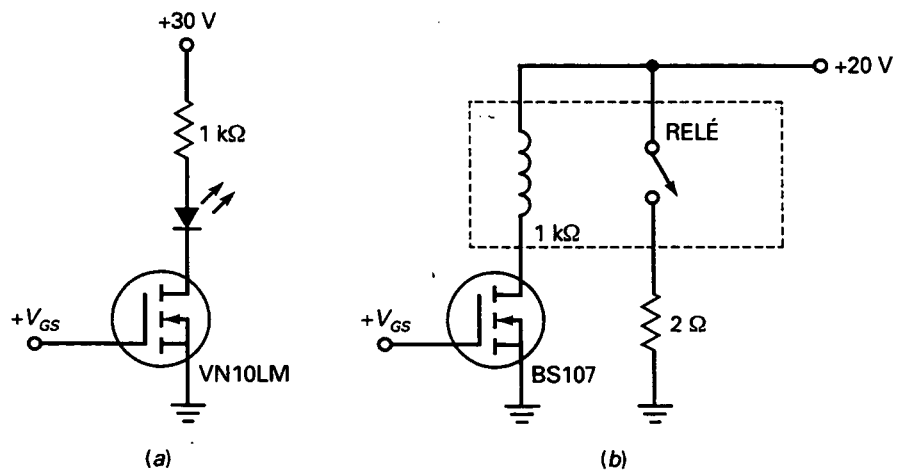 +30 V
1 kΩ
+V_GS
VN10LM
(a)
+20 V
RELÉ
1 kΩ
+V_GS
2 Ω
BS107
(b)